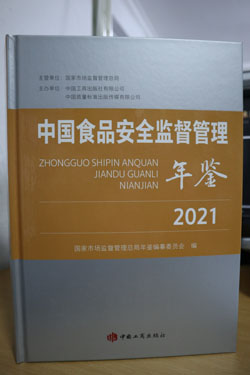 主管单位：国家市场监督管理总局
主办单位：中国工商出版社有限公司
中国质量标准出版传媒有限公司
中国食品安全监督管理
ZHONGGUO SHIPIN ANQUAN
JIANDU GUANLI
NIANJIAN
年鉴
2021
国家市场监督管理总局年鉴编纂委员会 编
中国工商出版社